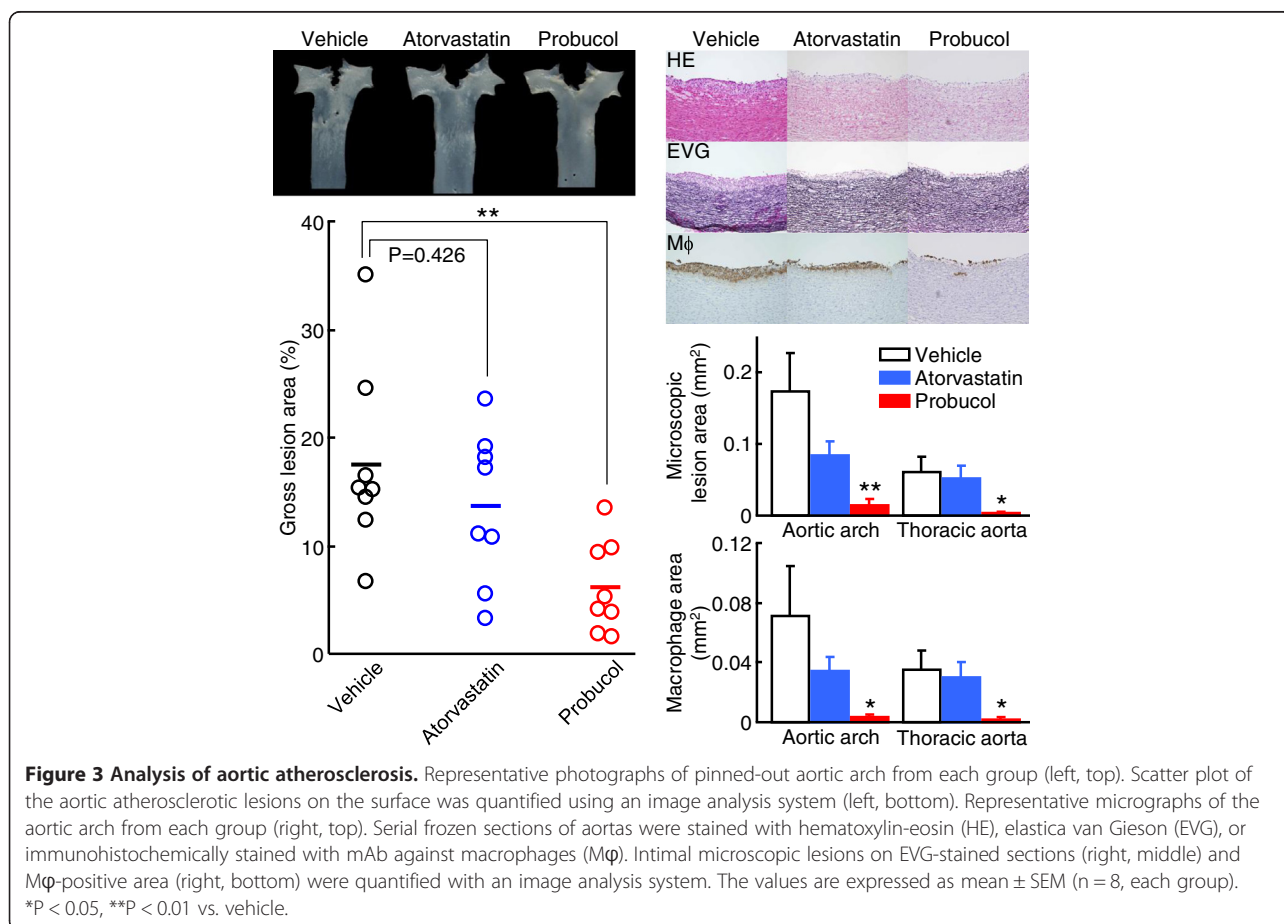 Vehicle Atorvastatin Probucol
**
P=0.426
40
30
20
10
0
Gross lesion area (%)
Vehicle
Atorvastatin
Probucol
Vehicle Atorvastatin Probucol
HE
EVG
Mϕ
Vehicle
Atorvastatin
Probucol
0.2
0.1
0
Microscopic
lesion area (mm²)
**
*
Aortic arch Thoracic aorta
0.12
0.08
0.04
0
Macrophage area
(mm²)
*
*
Aortic arch Thoracic aorta
Figure 3 Analysis of aortic atherosclerosis. Representative photographs of pinned-out aortic arch from each group (left, top). Scatter plot of
the aortic atherosclerotic lesions on the surface was quantified using an image analysis system (left, bottom). Representative micrographs of the
aortic arch from each group (right, top). Serial frozen sections of aortas were stained with hematoxylin-eosin (HE), elastica van Gieson (EVG), or
immunohistochemically stained with mAb against macrophages (Mφ). Intimal microscopic lesions on EVG-stained sections (right, middle) and
Mφ-positive area (right, bottom) were quantified with an image analysis system. The values are expressed as mean ± SEM (n = 8, each group).
*P < 0.05, **P < 0.01 vs. vehicle.